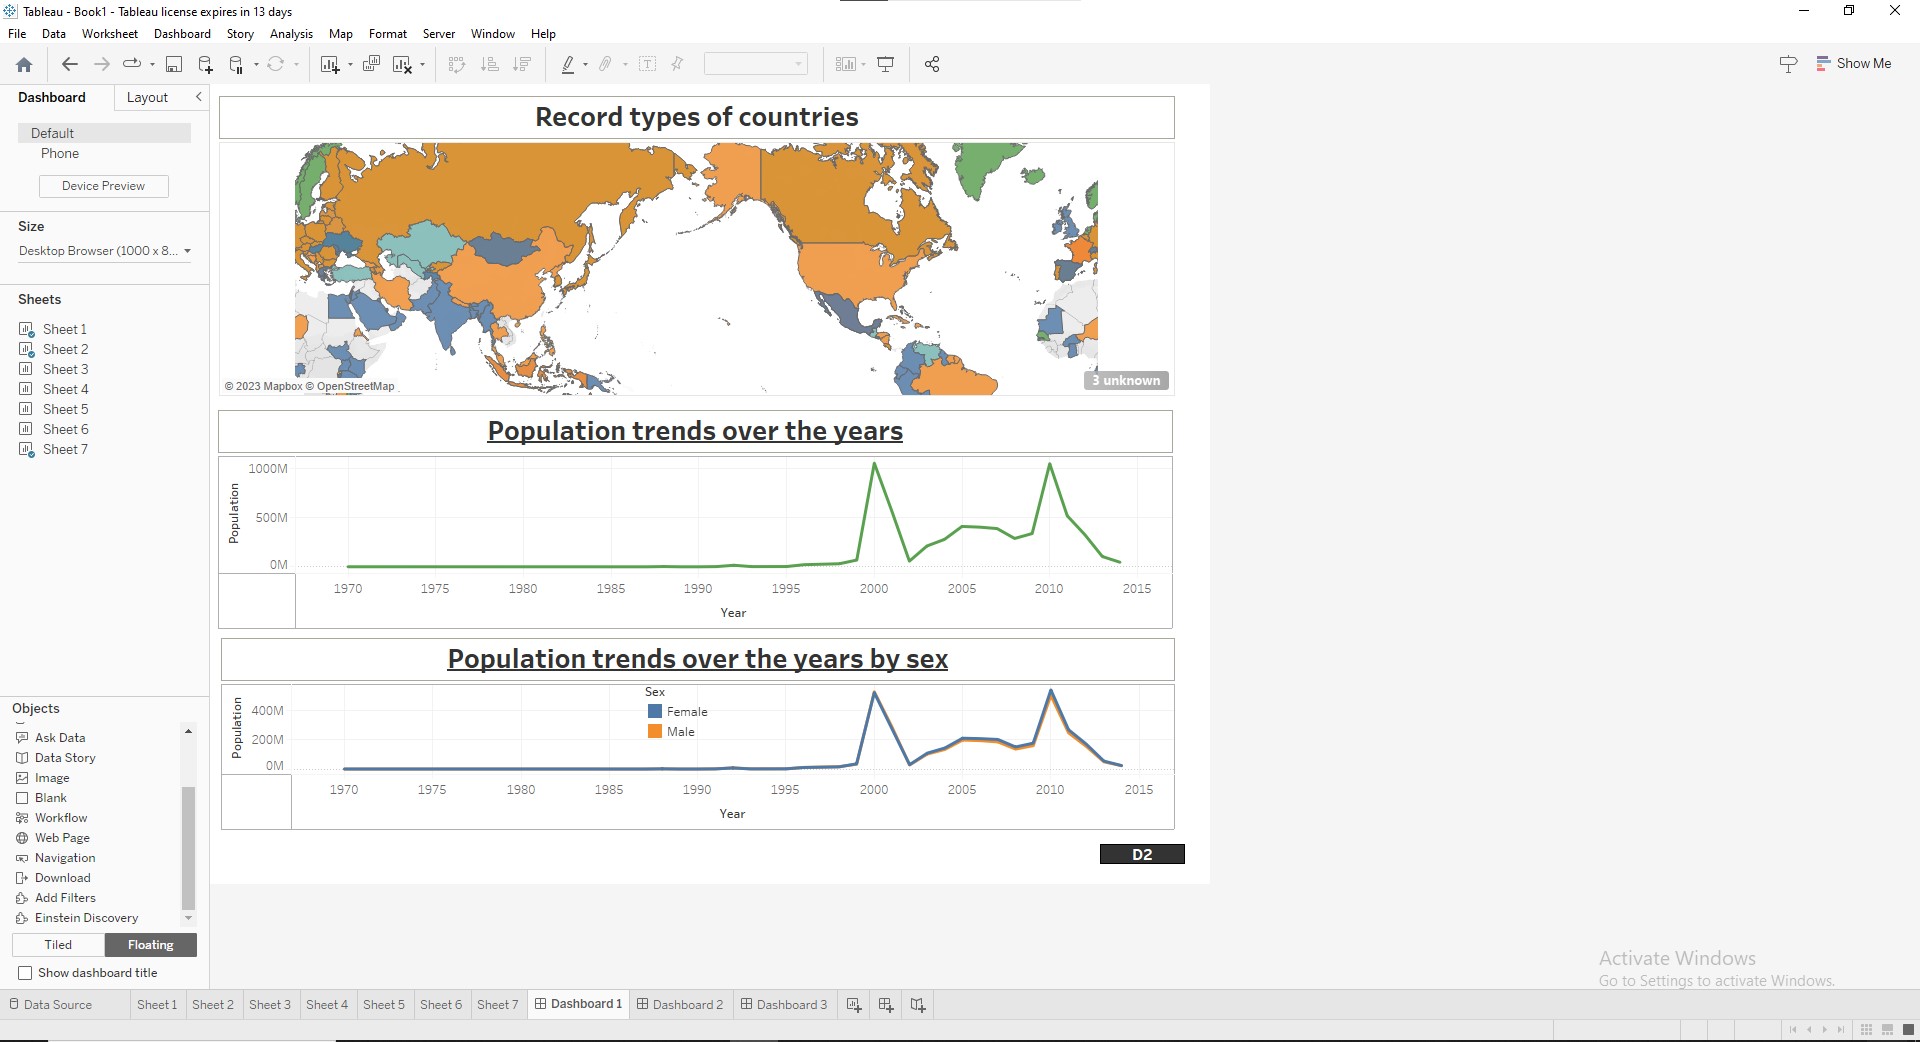 Tableau - Book1 - Tableau license expires in 13 days
File Data Worksheet Dashboard Story Analysis Map Format Server Window Help
Show Me
Dashboard Layout
Default
Phone
Device Preview
Size
Desktop Browser (1000 x 8...
Sheets
Sheet 1
Sheet 2
Sheet 3
Sheet 4
Sheet 5
Sheet 6
Sheet 7
Objects
Ask Data
Data Story
Image
Blank
Workflow
Web Page
Navigation
Download
Add Filters
Einstein Discovery
Tiled Floating
Show dashboard title
Record types of countries
© 2023 Mapbox © OpenStreetMap
3 unknown
Population trends over the years
Population
1000M
500M
0M
1970 1975 1980 1985 1990 1995 2000 2005 2010 2015
Year
Population trends over the years by sex
Population
400M
200M
0M
Sex
Female
Male
1970 1975 1980 1985 1990 1995 2000 2005 2010 2015
Year
D2
Activate Windows
Go to Settings to activate Windows.
Data Source Sheet 1 Sheet 2 Sheet 3 Sheet 4 Sheet 5 Sheet 6 Sheet 7 Dashboard 1 Dashboard 2 Dashboard 3